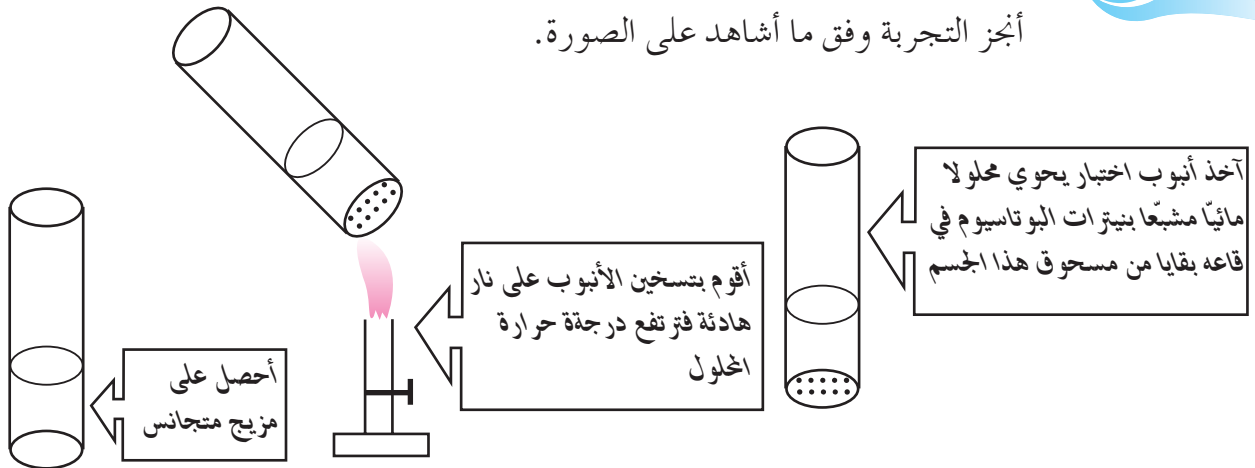 أنجز التجربة وفق ما أشاهد على الصورة.
آخذ أنبوب اختبار يحوي محلولا
مائيّا مشبّعا بنيترات البوتاسيوم في
قاعه بقايا من مسحوق هذا الجسم
أقوم بتسخين الأنبوب على نار
هادئة فترتفع درجةة حرارة
المحلول
أحصل على
مزيج متجانس